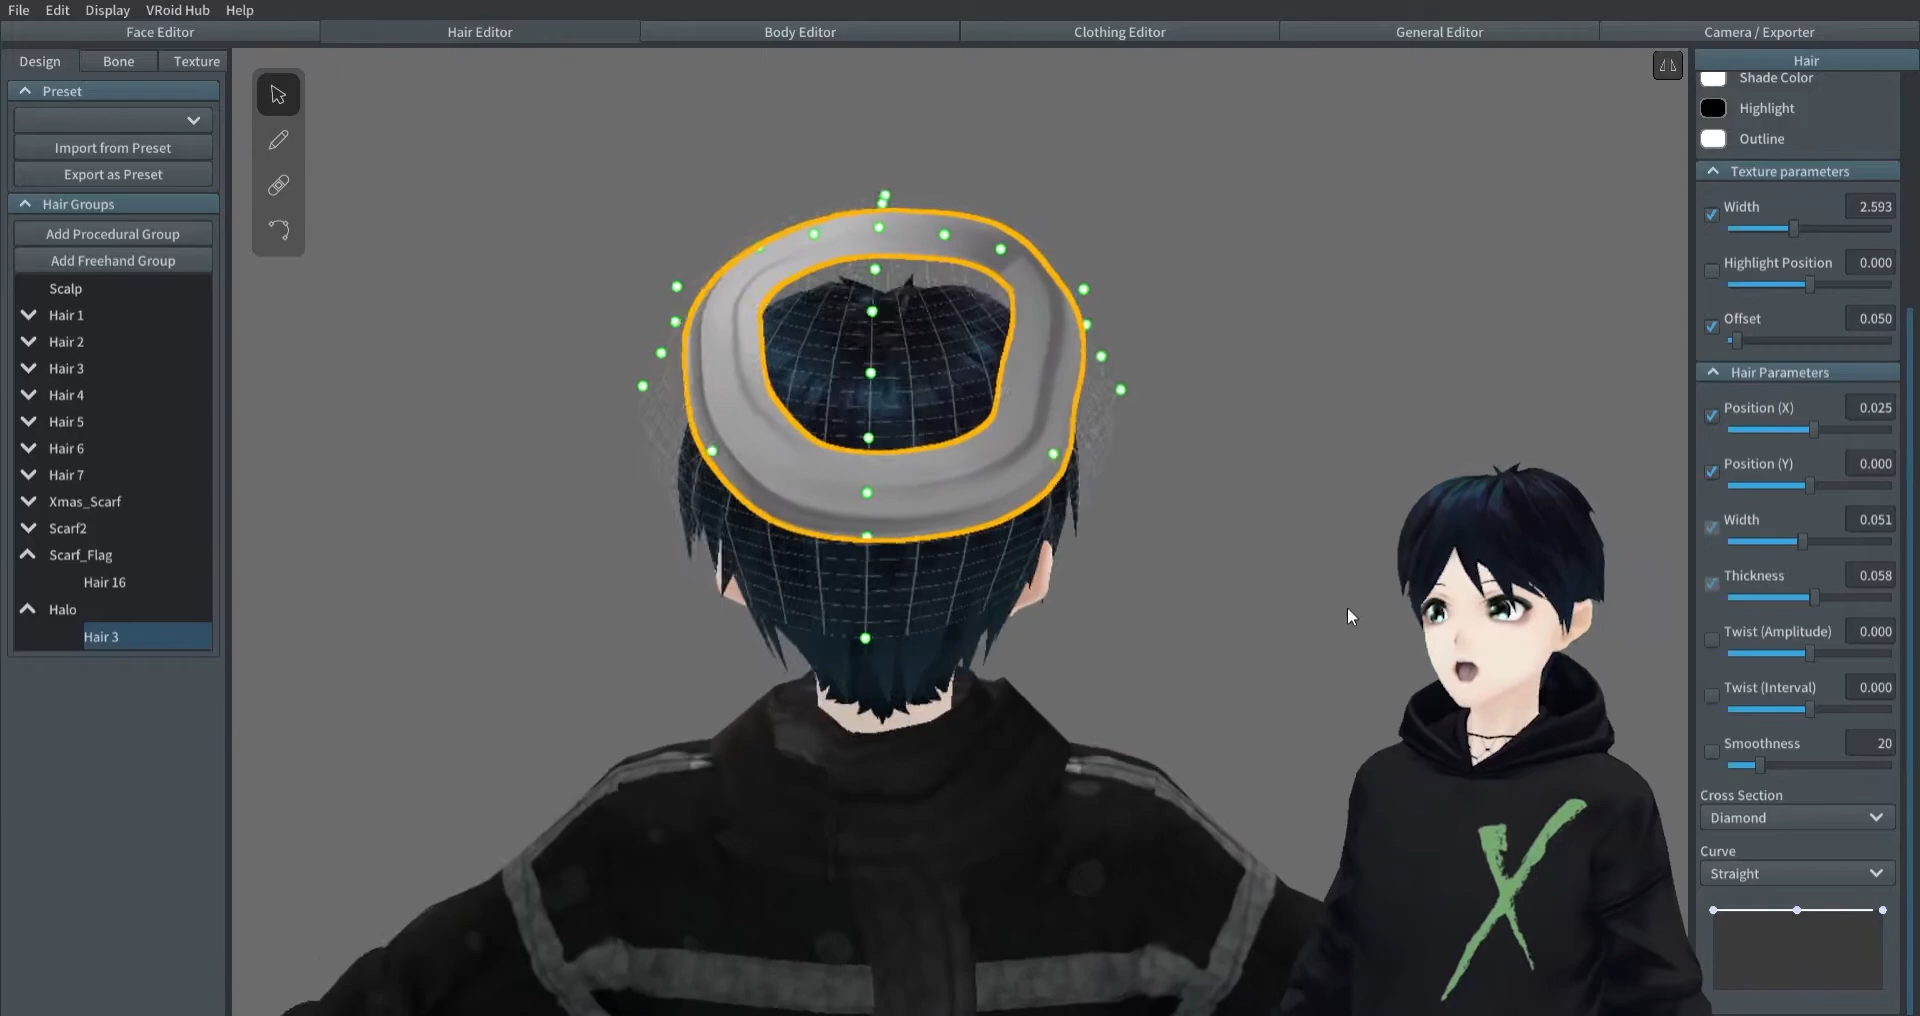 File Edit Display VRoid Hub Help
Face Editor Hair Editor Body Editor Clothing Editor General Editor Camera / Exporter
Design Bone Texture
Preset
Import from Preset
Export as Preset
Hair Groups
Add Procedural Group
Add Freehand Group
Scalp
Hair 1
Hair 2
Hair 3
Hair 4
Hair 5
Hair 6
Hair 7
Xmas_Scarf
Scarf2
Scarf_Flag
Hair 16
Halo
Hair 3
X
Hair
Shade Color
Highlight
Outline
Texture parameters
Width 2.593
Highlight Position 0.000
Offset 0.050
Hair Parameters
Position (X) 0.025
Position (Y) 0.000
Width 0.051
Thickness 0.058
Twist (Amplitude) 0.000
Twist (Interval) 0.000
Smoothness 20
Cross Section
Diamond
Curve
Straight